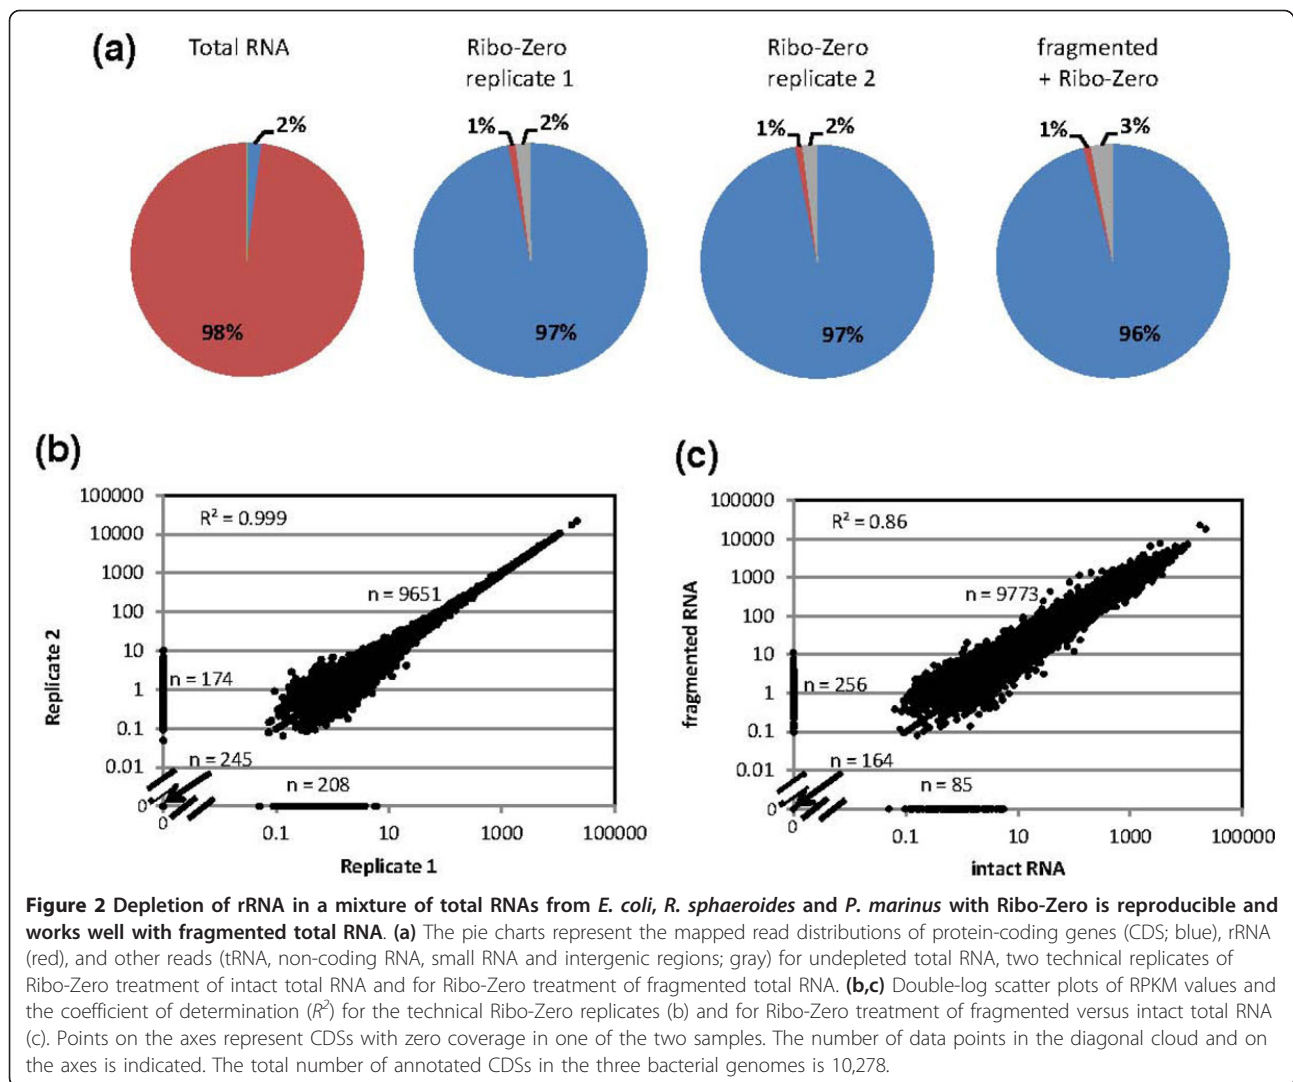 (a)
Total RNA
Ribo-Zero
replicate 1
Ribo-Zero
replicate 2
fragmented
+ Ribo-Zero
2%
98%
1%
2%
97%
1%
2%
97%
1%
3%
96%
(b)
100000
10000
1000
100
10
1
0.1
0.01
0
R² = 0.999
n = 9651
n = 174
n = 245
n = 208
0
0.1
10
1000
100000
Replicate 2
Replicate 1
(c)
100000
10000
1000
100
10
1
0.1
0.01
0
R² = 0.86
n = 9773
n = 256
n = 164
n = 85
0
0.1
10
1000
100000
fragmented RNA
intact RNA
Figure 2 Depletion of rRNA in a mixture of total RNAs from E. coli, R. sphaeroides and P. marinus with Ribo-Zero is reproducible and
works well with fragmented total RNA. (a) The pie charts represent the mapped read distributions of protein-coding genes (CDS; blue), rRNA
(red), and other reads (tRNA, non-coding RNA, small RNA and intergenic regions; gray) for undepleted total RNA, two technical replicates of
Ribo-Zero treatment of intact total RNA and for Ribo-Zero treatment of fragmented total RNA. (b,c) Double-log scatter plots of RPKM values and
the coefficient of determination (R²) for the technical Ribo-Zero replicates (b) and for Ribo-Zero treatment of fragmented versus intact total RNA
(c). Points on the axes represent CDSs with zero coverage in one of the two samples. The number of data points in the diagonal cloud and on
the axes is indicated. The total number of annotated CDSs in the three bacterial genomes is 10,278.